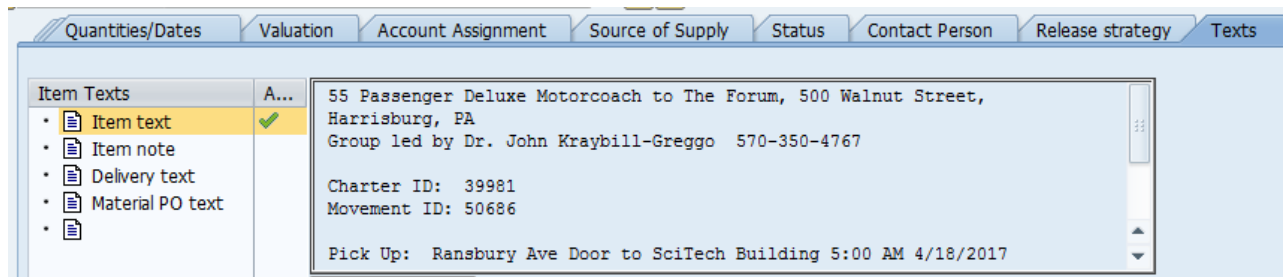 Quantities/Dates Valuation Account Assignment Source of Supply Status Contact Person Release strategy Texts
Item Texts A...
Item text
Item note
Delivery text
Material PO text
55 Passenger Deluxe Motorcoach to The Forum, 500 Walnut Street,
Harrisburg, PA
Group led by Dr. John Kraybill-Greggo  570-350-4767
Charter ID:  39981
Movement ID: 50686
Pick Up:  Ransbury Ave Door to SciTech Building 5:00 AM 4/18/2017